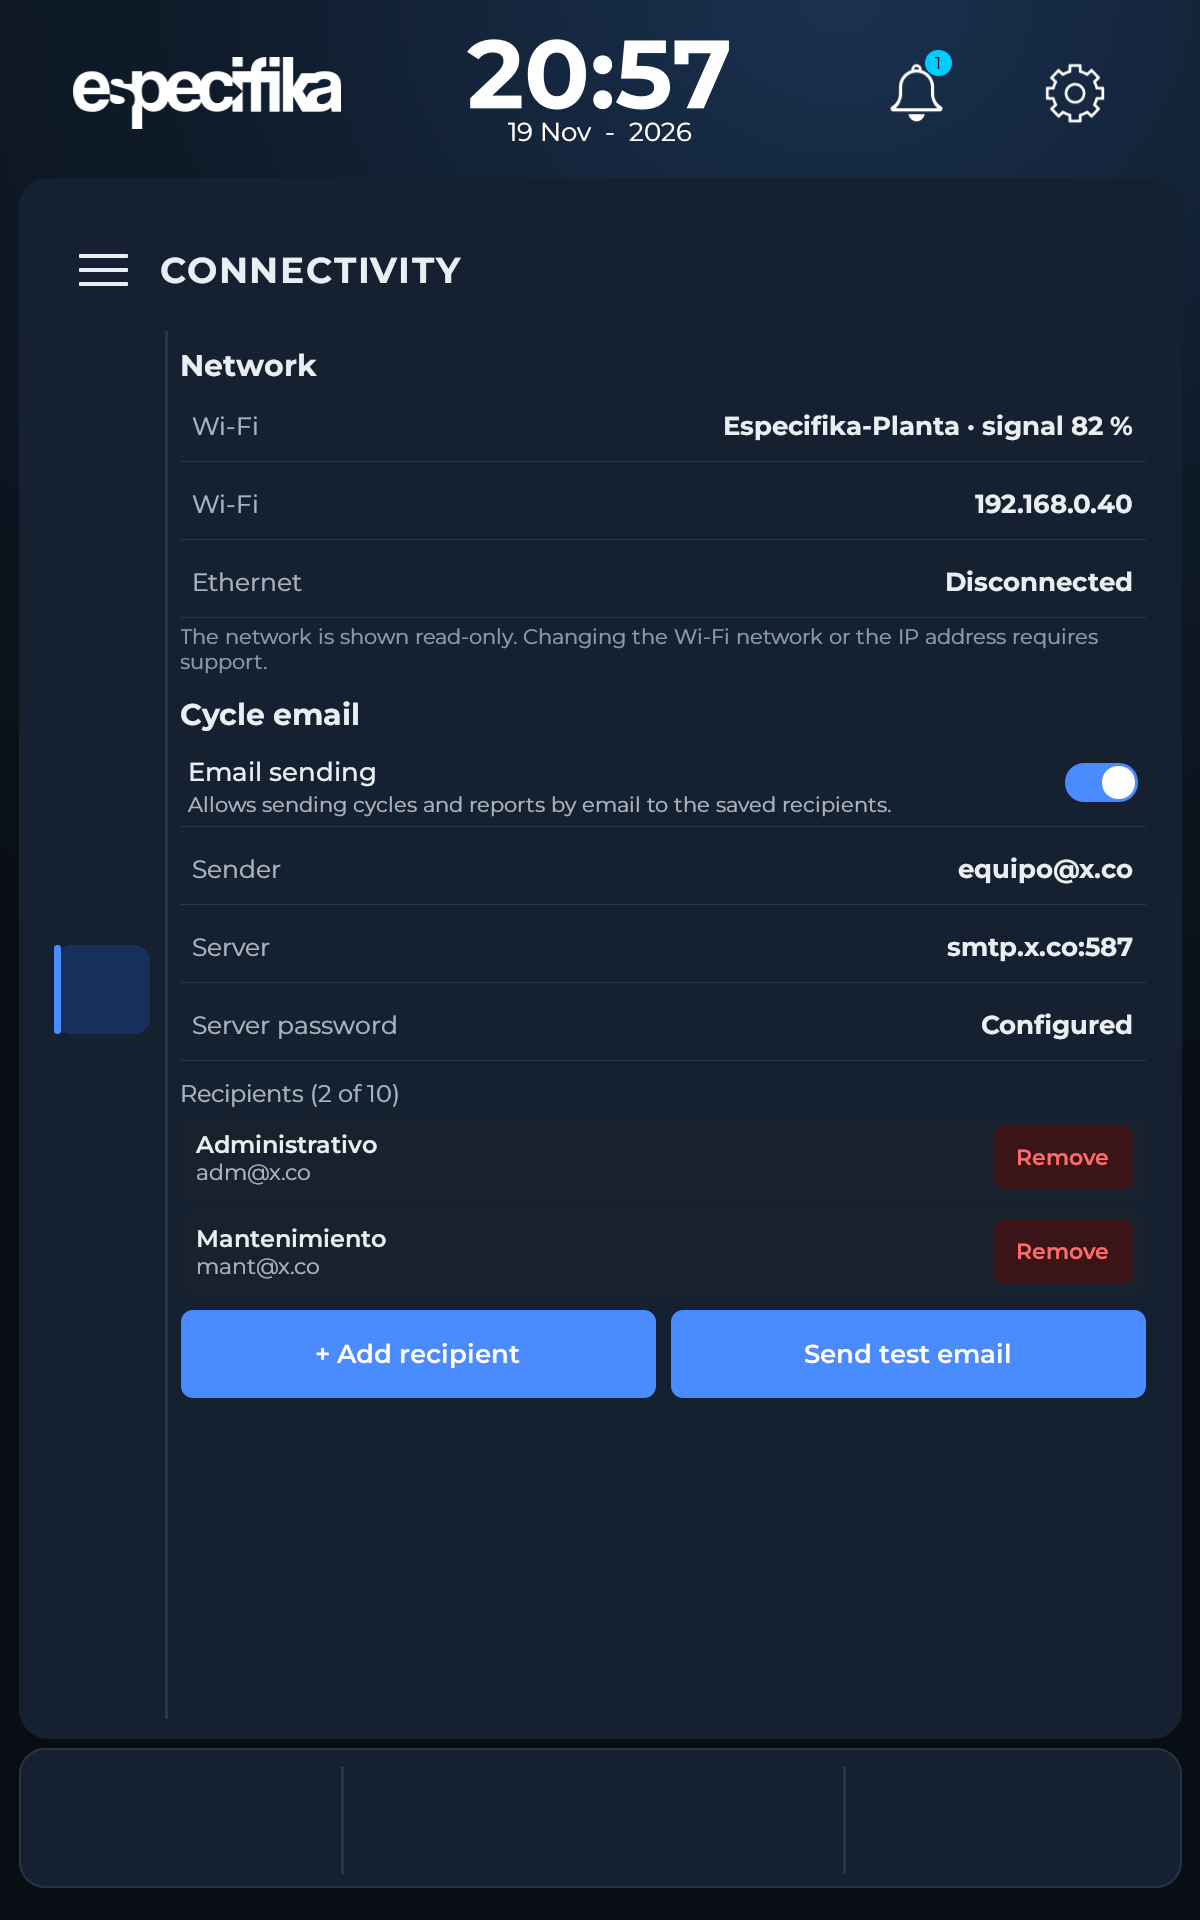 especifika
20:57
19 Nov - 2026
1
CONNECTIVITY
Network
Wi-Fi
Especifika-Planta · signal 82 %
Wi-Fi
192.168.0.40
Ethernet
Disconnected
The network is shown read-only. Changing the Wi-Fi network or the IP address requires
support.
Cycle email
Email sending
Allows sending cycles and reports by email to the saved recipients.
Sender
equipo@x.co
Server
smtp.x.co:587
Server password
Configured
Recipients (2 of 10)
Administrativo
adm@x.co
Remove
Mantenimiento
mant@x.co
Remove
+ Add recipient
Send test email